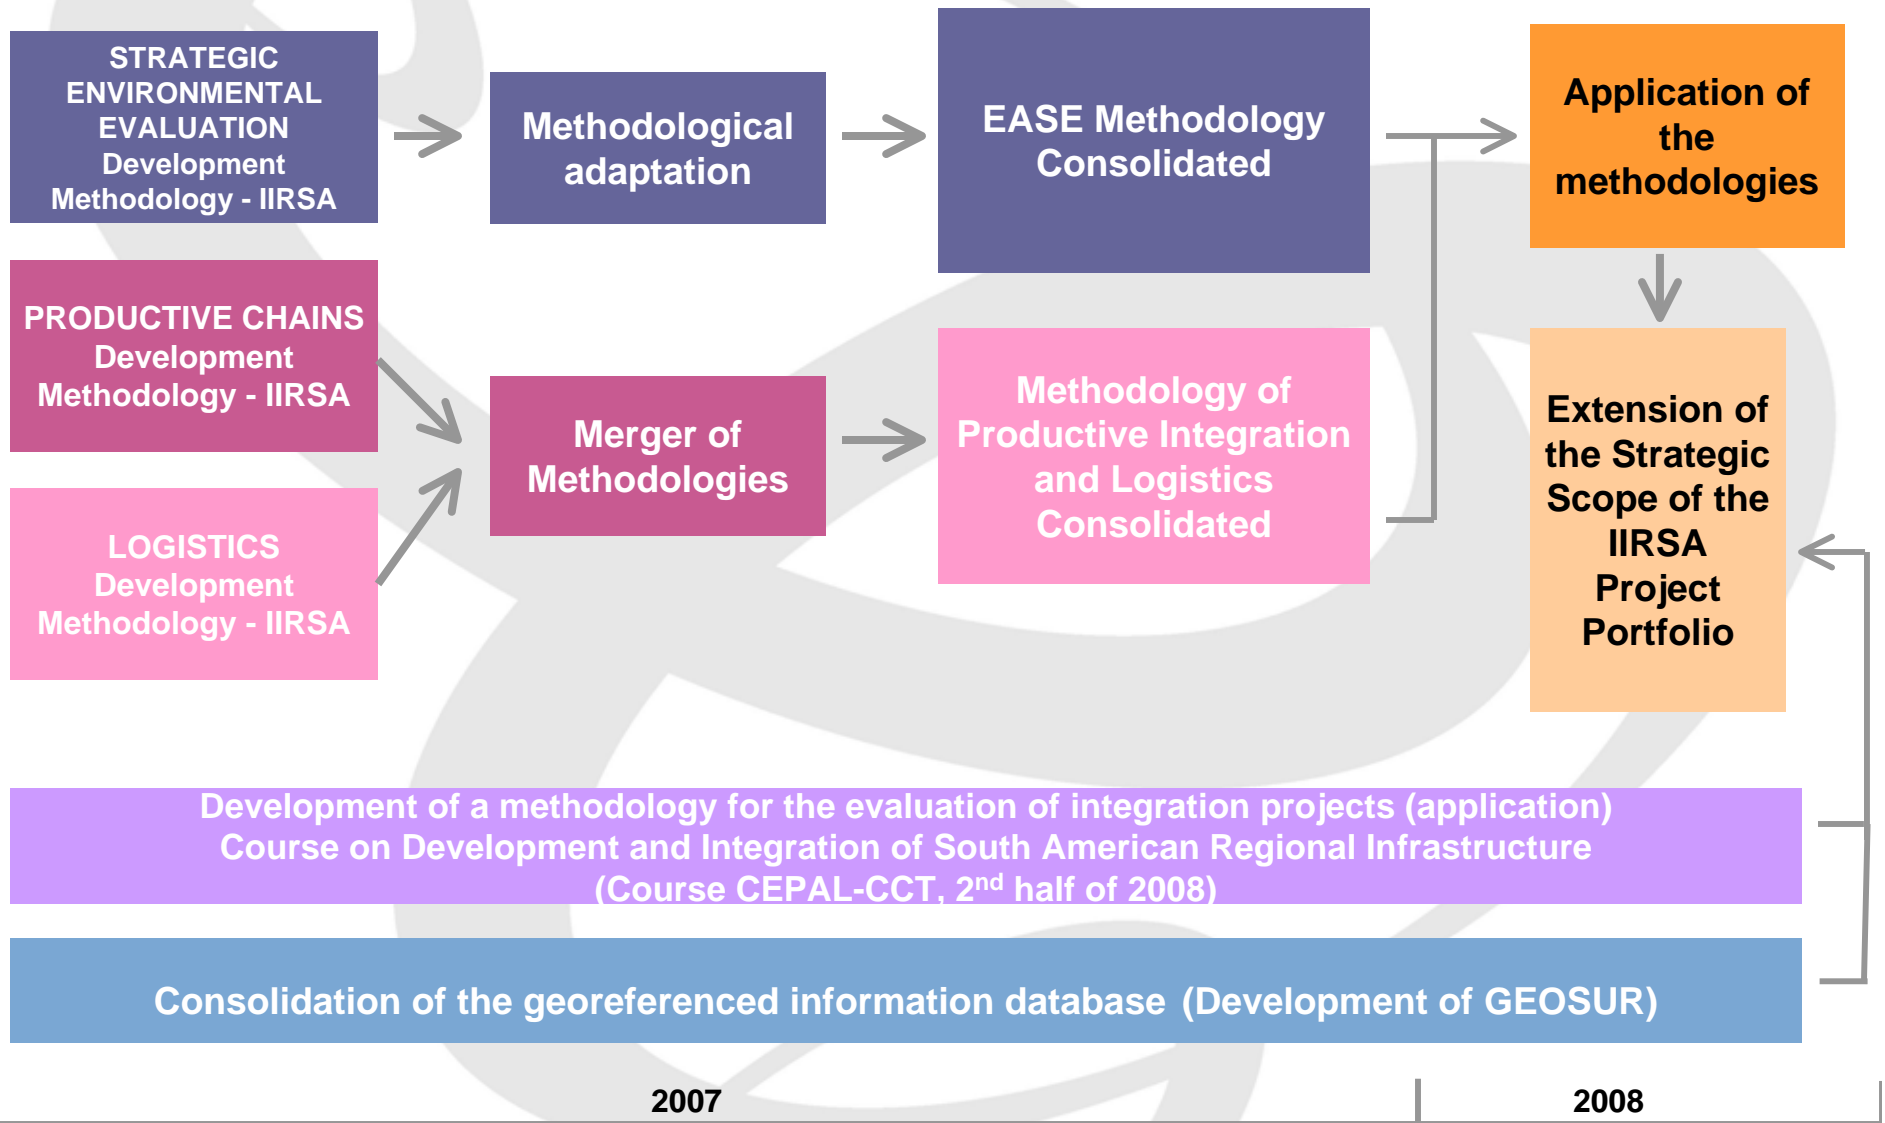 STRATEGIC
ENVIRONMENTAL
EVALUATION
Development
Methodology - IIRSA
Methodological
adaptation
EASE Methodology
Consolidated
Application of
the
methodologies
PRODUCTIVE CHAINS
Development
Methodology - IIRSA
Merger of
Methodologies
Methodology of
Productive Integration
and Logistics
Consolidated
Extension of
the Strategic
Scope of the
IIRSA
Project
Portfolio
LOGISTICS
Development
Methodology - IIRSA
Development of a methodology for the evaluation of integration projects (application)
Course on Development and Integration of South American Regional Infrastructure
(Course CEPAL-CCT, 2nd half of 2008)
Consolidation of the georeferenced information database (Development of GEOSUR)
2007
2008